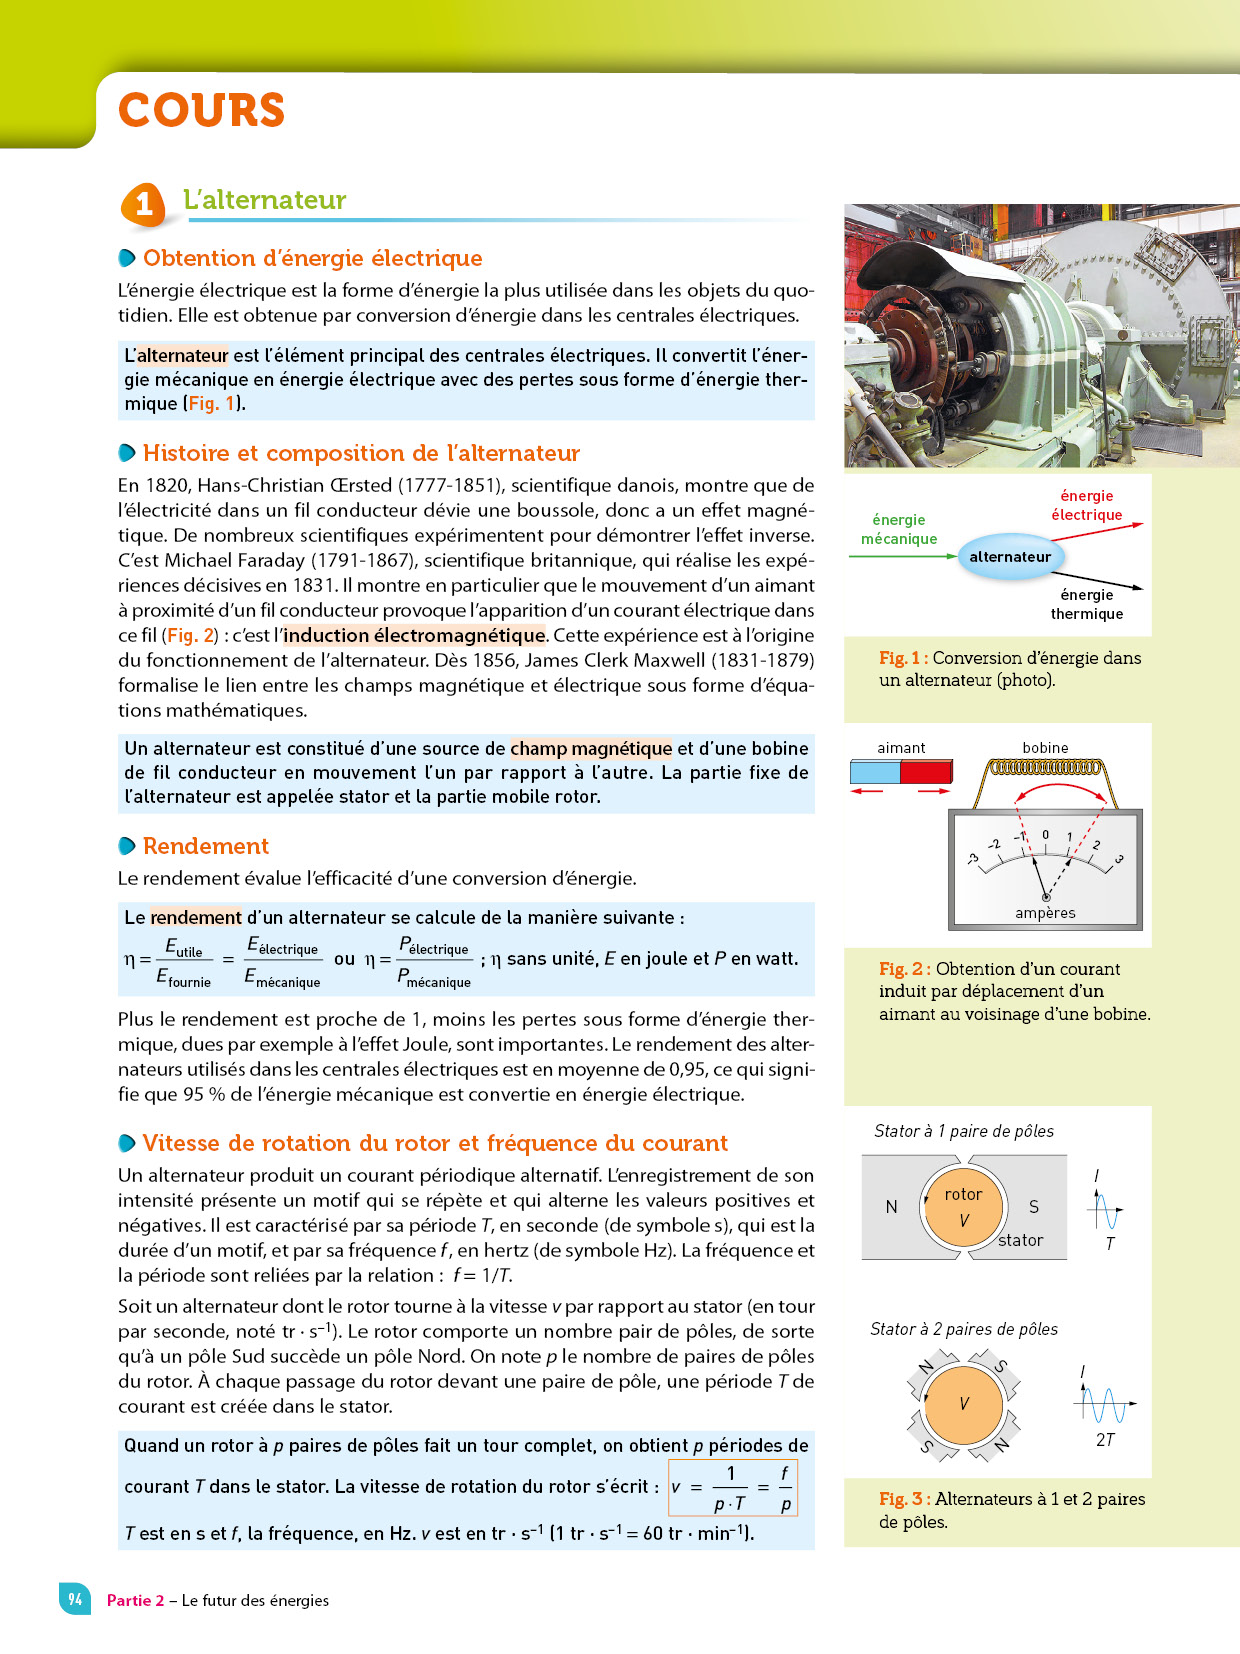 COURS
1 L’alternateur
Obtention d’énergie électrique
L’énergie électrique est la forme d’énergie la plus utilisée dans les objets du quo-
tidien. Elle est obtenue par conversion d’énergie dans les centrales électriques.
L’alternateur est l’élément principal des centrales électriques. Il convertit l’éner-
gie mécanique en énergie électrique avec des pertes sous forme d’énergie ther-
mique (Fig. 1).
Histoire et composition de l’alternateur
En 1820, Hans-Christian Œrsted (1777-1851), scientifique danois, montre que de
l’électricité dans un fil conducteur dévie une boussole, donc a un effet magné-
tique. De nombreux scientifiques expérimentent pour démontrer l’effet inverse.
C’est Michael Faraday (1791-1867), scientifique britannique, qui réalise les expé-
riences décisives en 1831. Il montre en particulier que le mouvement d’un aimant
à proximité d’un fil conducteur provoque l’apparition d’un courant électrique dans
ce fil (Fig. 2) : c’est l’induction électromagnétique. Cette expérience est à l’origine
du fonctionnement de l’alternateur. Dès 1856, James Clerk Maxwell (1831-1879)
formalise le lien entre les champs magnétique et électrique sous forme d’équa-
tions mathématiques.
Un alternateur est constitué d’une source de champ magnétique et d’une bobine
de fil conducteur en mouvement l’un par rapport à l’autre. La partie fixe de
l’alternateur est appelée stator et la partie mobile rotor.
Rendement
Le rendement évalue l’efficacité d’une conversion d’énergie.
Le rendement d’un alternateur se calcule de la manière suivante :
η = E utile / E fournie = E électrique / E mécanique ou η = P électrique / P mécanique ; η sans unité, E en joule et P en watt.
Plus le rendement est proche de 1, moins les pertes sous forme d’énergie ther-
mique, dues par exemple à l’effet Joule, sont importantes. Le rendement des alter-
nateurs utilisés dans les centrales électriques est en moyenne de 0,95, ce qui signi-
fie que 95 % de l’énergie mécanique est convertie en énergie électrique.
Vitesse de rotation du rotor et fréquence du courant
Un alternateur produit un courant périodique alternatif. L’enregistrement de son
intensité présente un motif qui se répète et qui alterne les valeurs positives et
négatives. Il est caractérisé par sa période T, en seconde (de symbole s), qui est la
durée d’un motif, et par sa fréquence f, en hertz (de symbole Hz). La fréquence et
la période sont reliées par la relation : f = 1/T.
Soit un alternateur dont le rotor tourne à la vitesse v par rapport au stator (en tour
par seconde, noté tr · s⁻¹). Le rotor comporte un nombre pair de pôles, de sorte
qu’à un pôle Sud succède un pôle Nord. On note p le nombre de paires de pôles
du rotor. À chaque passage du rotor devant une paire de pôle, une période T de
courant est créée dans le stator.
Quand un rotor à p paires de pôles fait un tour complet, on obtient p périodes de
courant T dans le stator. La vitesse de rotation du rotor s’écrit : v = 1 / p · T = f / p
T est en s et f, la fréquence, en Hz. v est en tr · s⁻¹ (1 tr · s⁻¹ = 60 tr · min⁻¹).
énergie
mécanique
alternateur
énergie
électrique
énergie
thermique
Fig. 1 : Conversion d’énergie dans
un alternateur (photo).
aimant
bobine
-3 -2 -1 0 1 2 3
ampères
Fig. 2 : Obtention d’un courant
induit par déplacement d’un
aimant au voisinage d’une bobine.
Stator à 1 paire de pôles
N rotor S
V
stator
I
T
Stator à 2 paires de pôles
N S
V
S N
I
2T
Fig. 3 : Alternateurs à 1 et 2 paires
de pôles.
94 Partie 2 – Le futur des énergies